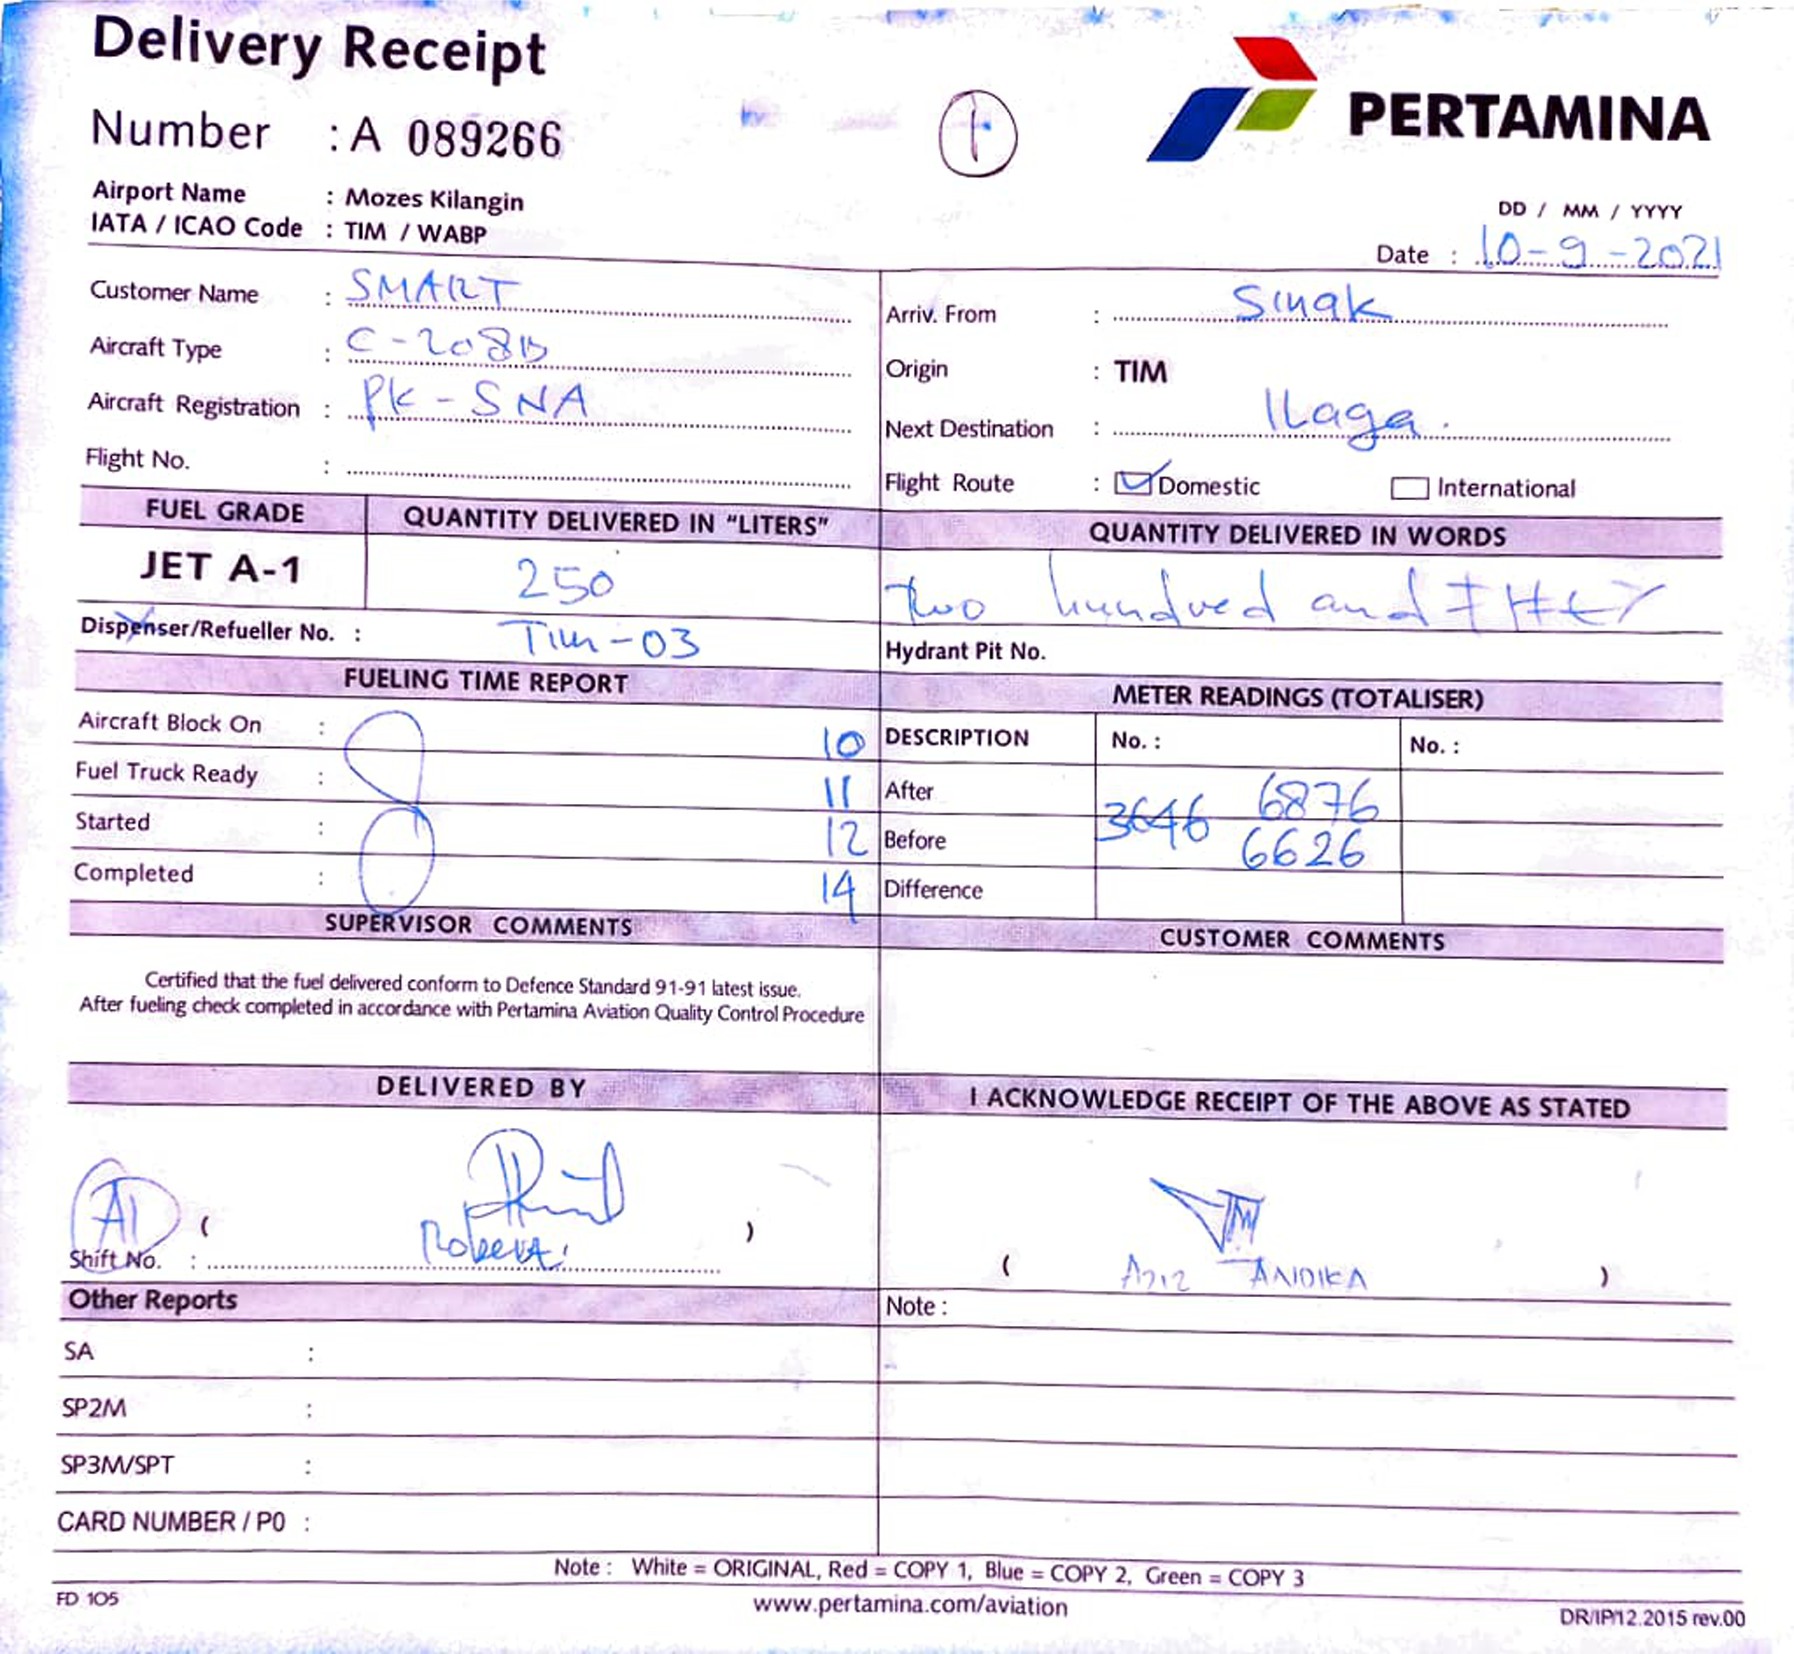 Delivery Receipt
PERTAMINA
Number : A 089266
Airport Name : Mozes Kilangin
IATA / ICAO Code : TIM / WABP
DD / MM / YYYY
Date : 10-9-2021
Customer Name : SMART
Arriv. From : Sinak
Aircraft Type : C-208B
Origin : TIM
Aircraft Registration : PK-SNA
Next Destination : Ilaga.
Flight No. :
Flight Route : Domestic International
FUEL GRADE QUANTITY DELIVERED IN "LITERS" QUANTITY DELIVERED IN WORDS
JET A-1 250 Two hundred and
Dispenser/Refueller No. : Tim-03
Hydrant Pit No.
FUELING TIME REPORT METER READINGS (TOTALISER)
Aircraft Block On : 10
DESCRIPTION No. : No. :
Fuel Truck Ready : 11
After 6876
3646
Started : 12
Before 6626
Completed : 14
Difference
SUPERVISOR COMMENTS CUSTOMER COMMENTS
Certified that the fuel delivered conform to Defence Standard 91-91 latest issue.
After fueling check completed in accordance with Pertamina Aviation Quality Control Procedure
DELIVERED BY I ACKNOWLEDGE RECEIPT OF THE ABOVE AS STATED
( )
Shift No. :
( AZIZ ANDIKA )
Other Reports Note :
SA :
SP2M :
SP3M/SPT :
CARD NUMBER / P0 :
Note : White = ORIGINAL, Red = COPY 1, Blue = COPY 2, Green = COPY 3
FD 105 www.pertamina.com/aviation DR/IP/12.2015 rev.00